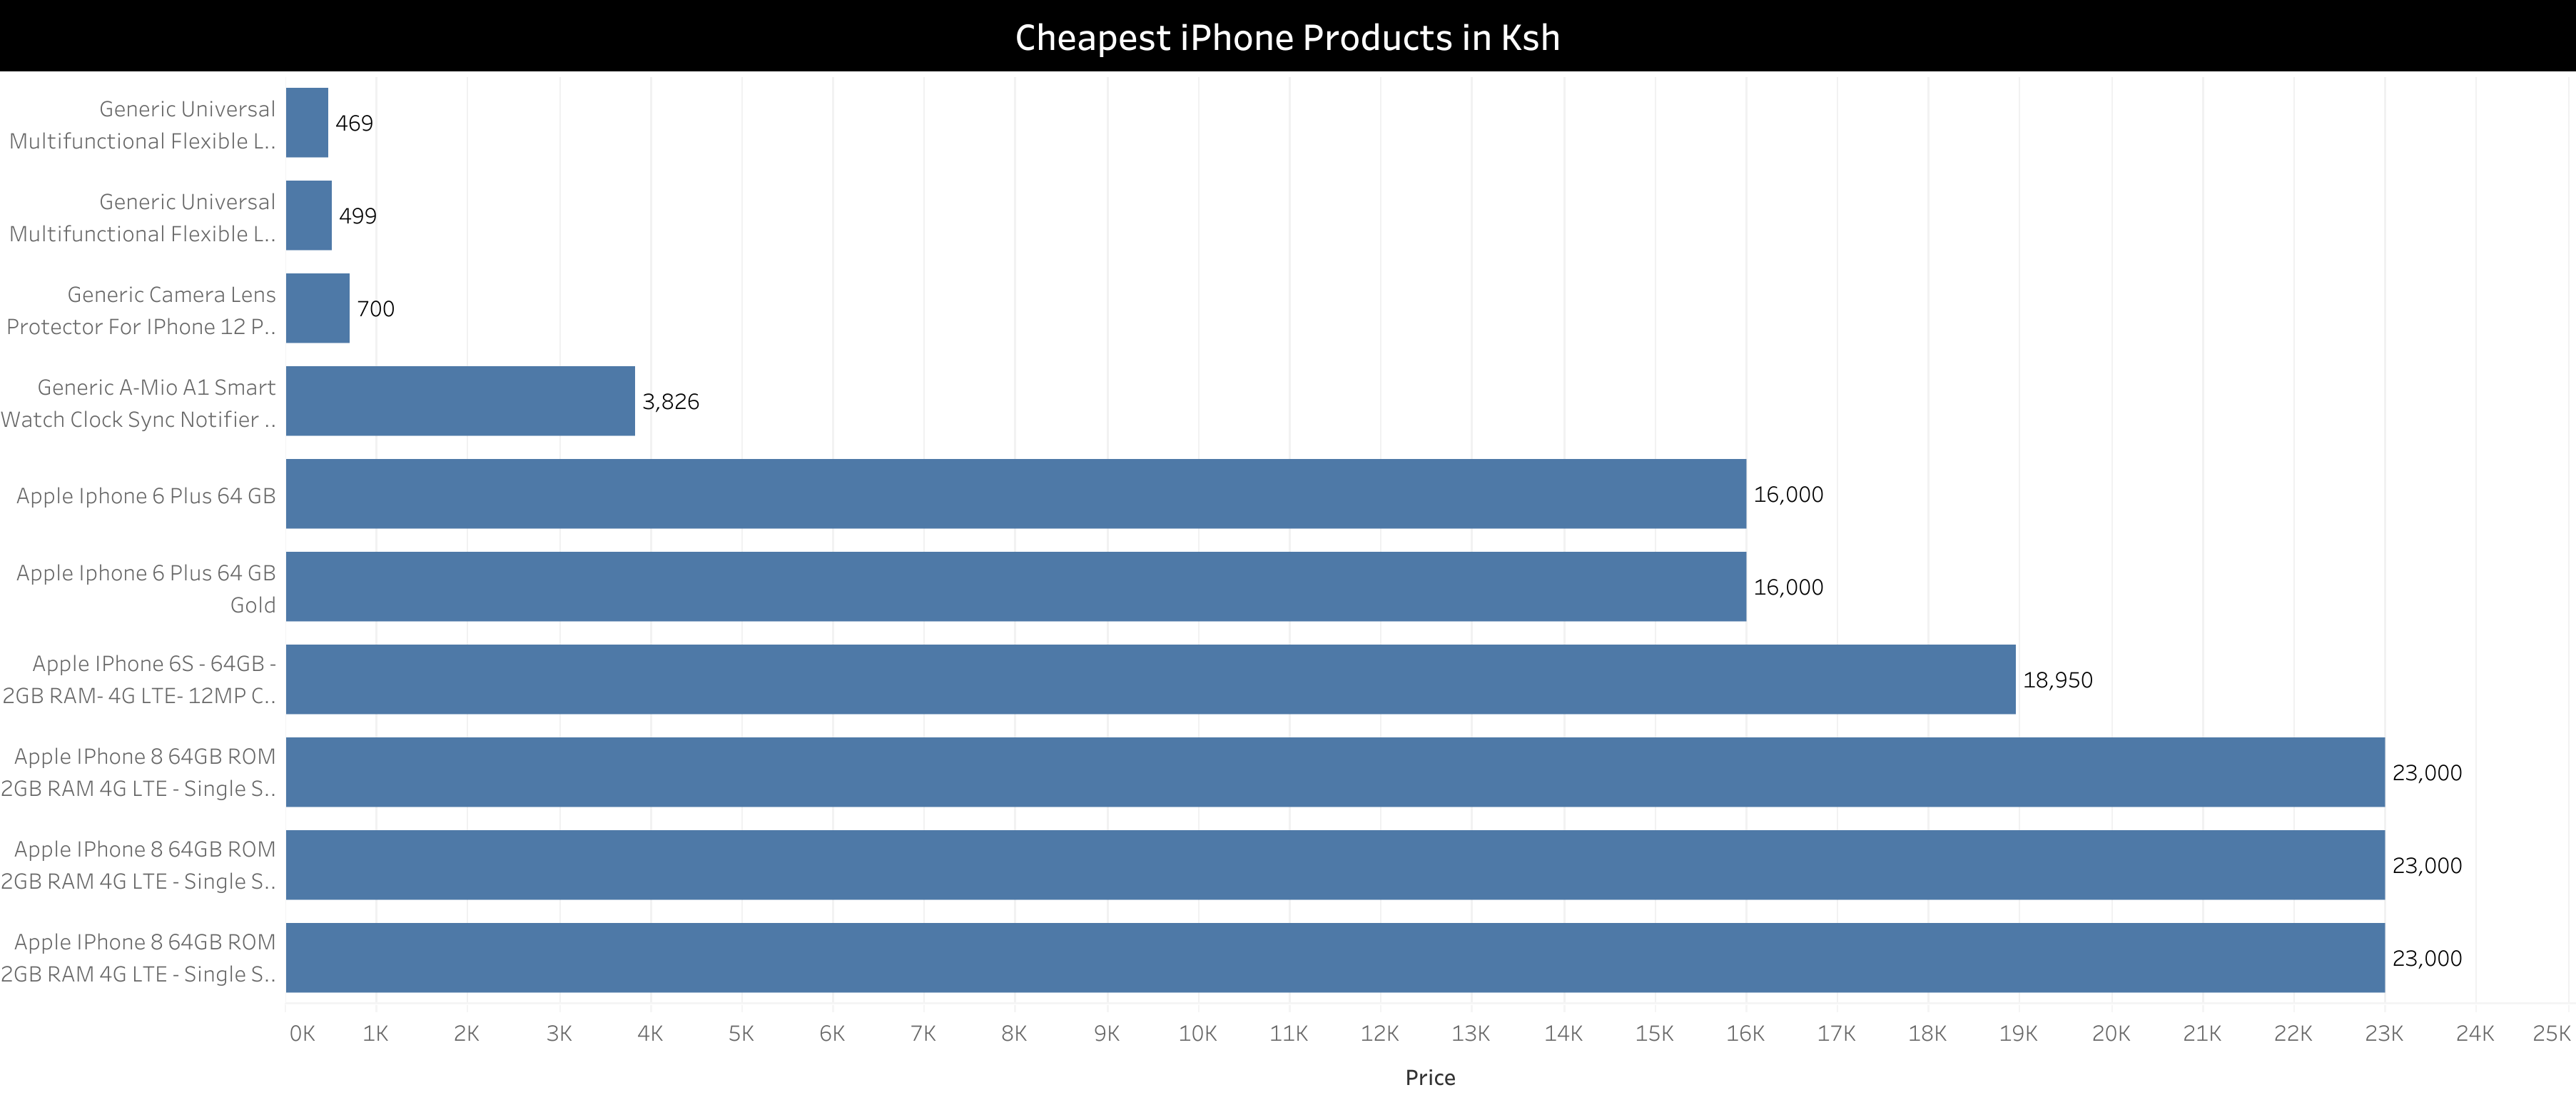 Cheapest iPhone Products in Ksh
Generic Universal
Multifunctional Flexible L..
469
Generic Universal
Multifunctional Flexible L..
499
Generic Camera Lens
Protector For IPhone 12 P..
700
Generic A-Mio A1 Smart
Watch Clock Sync Notifier ..
3,826
Apple Iphone 6 Plus 64 GB
16,000
Apple Iphone 6 Plus 64 GB
Gold
16,000
Apple IPhone 6S - 64GB -
2GB RAM- 4G LTE- 12MP C..
18,950
Apple IPhone 8 64GB ROM
2GB RAM 4G LTE - Single S..
23,000
Apple IPhone 8 64GB ROM
2GB RAM 4G LTE - Single S..
23,000
Apple IPhone 8 64GB ROM
2GB RAM 4G LTE - Single S..
23,000
0K 1K 2K 3K 4K 5K 6K 7K 8K 9K 10K 11K 12K 13K 14K 15K 16K 17K 18K 19K 20K 21K 22K 23K 24K 25K
Price